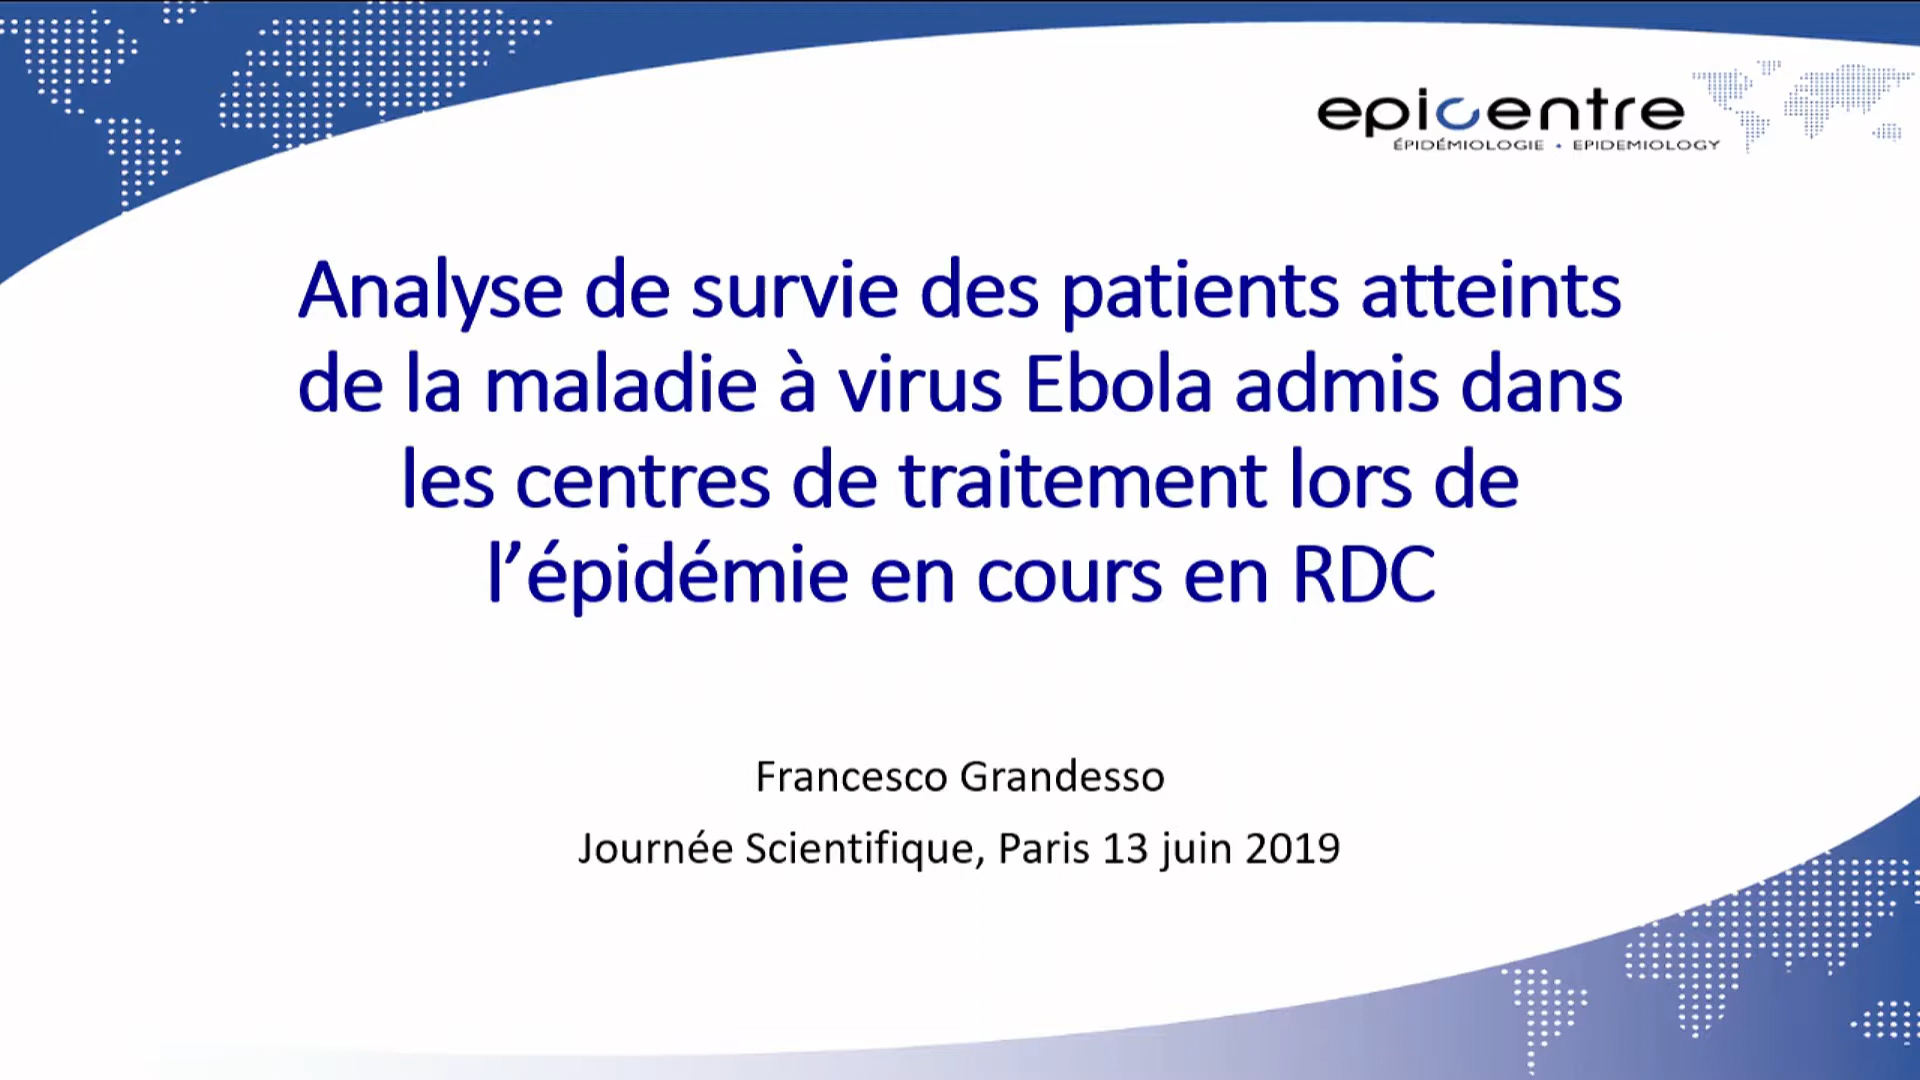 epicentre
ÉPIDÉMIOLOGIE • EPIDEMIOLOGY
Analyse de survie des patients atteints
de la maladie à virus Ebola admis dans
les centres de traitement lors de
l’épidémie en cours en RDC
Francesco Grandesso
Journée Scientifique, Paris 13 juin 2019